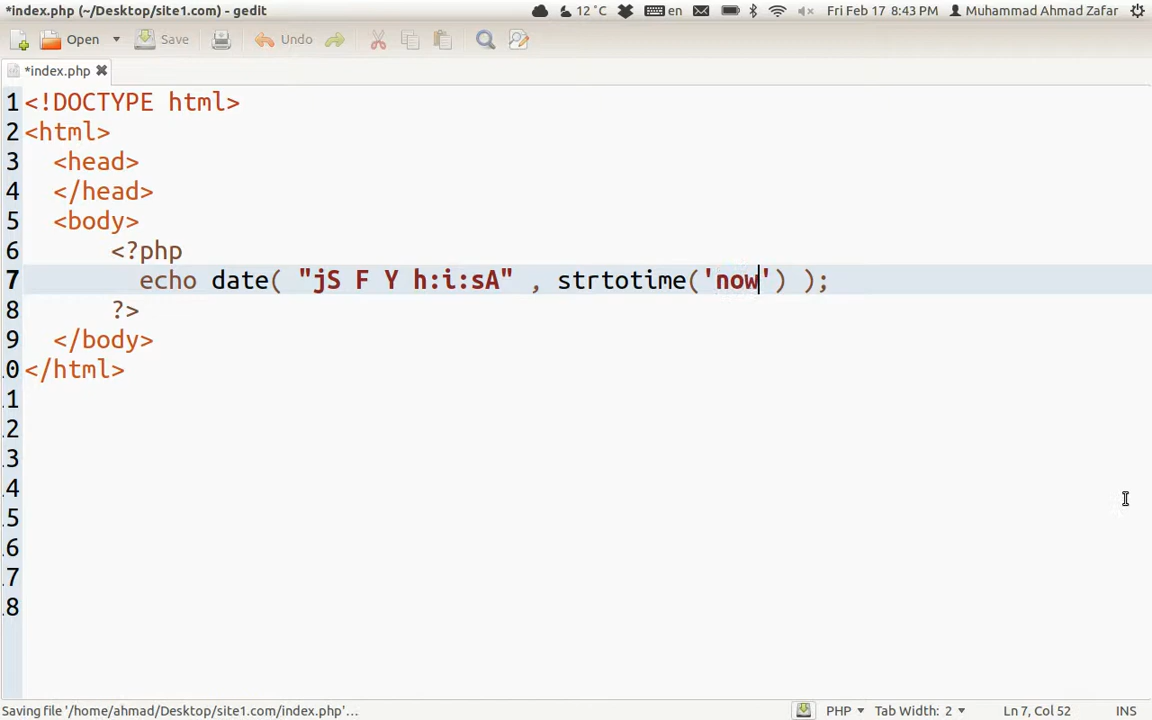 *index.php (~/Desktop/site1.com) - gedit
12 °C
en
Fri Feb 17 8:43 PM
Muhammad Ahmad Zafar
Open
Save
Undo
*index.php
1 <!DOCTYPE html>
2 <html>
3   <head>
4   </head>
5   <body>
6       <?php
7         echo date( "jS F Y h:i:sA" , strtotime('now') );
8       ?>
9   </body>
0 </html>
1
2
3
4
5
6
7
8
Saving file '/home/ahmad/Desktop/site1.com/index.php'...
PHP
Tab Width: 2
Ln 7, Col 52
INS